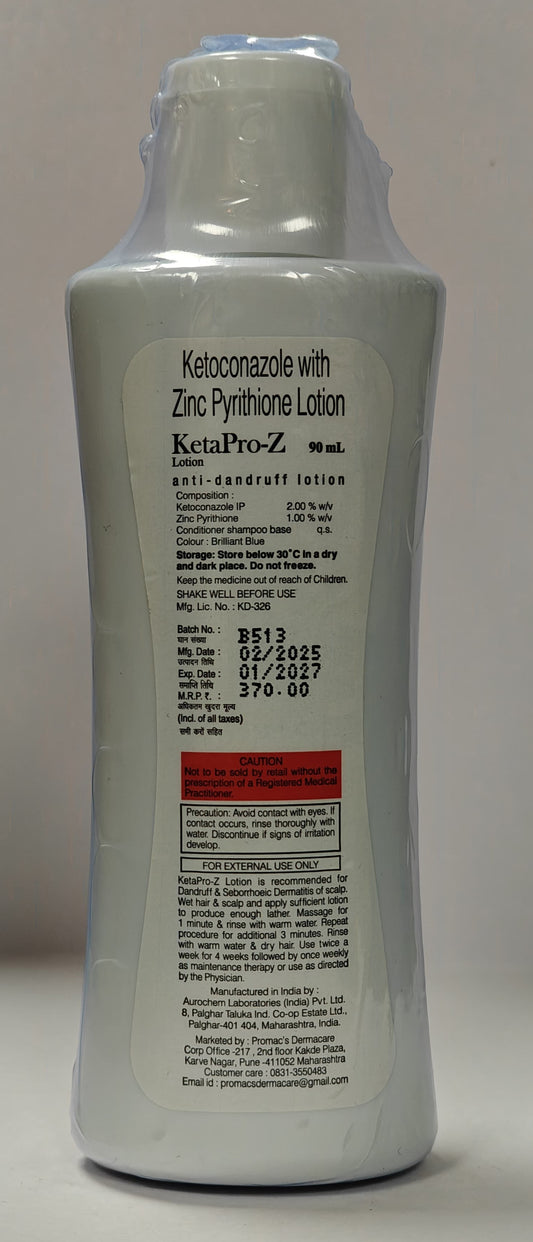 Ketoconazole with
Zinc Pyrithione Lotion
KetaPro-Z 90 mL
Lotion
anti-dandruff lotion
Composition :
Ketoconazole IP 2.00 % w/v
Zinc Pyrithione 1.00 % w/v
Conditioner shampoo base q.s.
Colour : Brilliant Blue
Storage: Store below 30˚C in a dry
and dark place. Do not freeze.
Keep the medicine out of reach of Children.
SHAKE WELL BEFORE USE
Mfg. Lic. No. : KD-326
Batch No. : B513
घान संख्या
Mfg. Date : 02/2025
उत्पादन तिथि
Exp. Date : 01/2027
समाप्ति तिथि
M.R.P. ₹. : 370.00
अधिकतम खुदरा मूल्य
(Incl. of all taxes)
सभी करों सहित
CAUTION
Not to be sold by retail without the
prescription of a Registered Medical
Practitioner.
Precaution: Avoid contact with eyes. If
contact occurs, rinse thoroughly with
water. Discontinue if signs of irritation
develop.
FOR EXTERNAL USE ONLY
KetaPro-Z Lotion is recommended for
Dandruff & Seborrhoeic Dermatitis of scalp.
Wet hair & scalp and apply sufficient lotion
to produce enough lather. Massage for
1 minute & rinse with warm water. Repeat
procedure for additional 3 minutes. Rinse
with warm water & dry hair. Use twice a
week for 4 weeks followed by once weekly
as maintenance therapy or use as directed
by the Physician.
Manufactured in India by :
Aurochem Laboratories (India) Pvt. Ltd.
8, Palghar Taluka Ind. Co-op Estate Ltd.,
Palghar-401 404, Maharashtra, India.
Marketed by : Promac's Dermacare
Corp Office -217 , 2nd floor Kakde Plaza,
Karve Nagar, Pune -411052 Maharashtra
Customer care : 0831-3550483
Email id : promacsdermacare@gmail.com